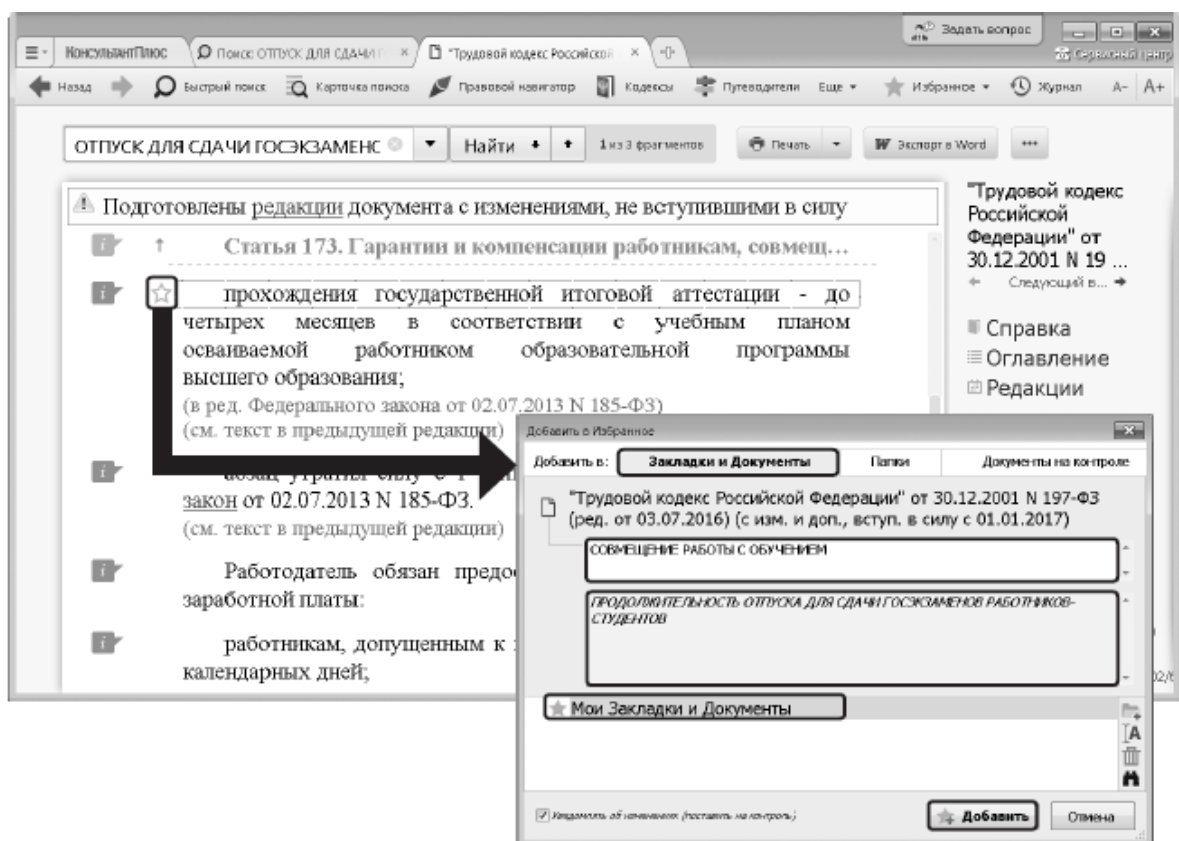 Задать вопрос
КонсультантПлюс
Поиск: ОТПУСК ДЛЯ СДАЧИ Г
"Трудовой кодекс Российской
Сервисный центр
Назад
Быстрый поиск
Карточка поиска
Правовой навигатор
Кодексы
Путеводители
Еще
Избранное
Журнал
A- A+
ОТПУСК ДЛЯ СДАЧИ ГОСЭКЗАМЕНС
Найти
1 из 3 фрагментов
Печать
Экспорт в Word
Подготовлены редакции документа с изменениями, не вступившими в силу
Статья 173. Гарантии и компенсации работникам, совмещ...
прохождения государственной итоговой аттестации - до
четырех месяцев в соответствии с учебным планом
осваиваемой работником образовательной программы
высшего образования;
(в ред. Федерального закона от 02.07.2013 N 185-ФЗ)
(см. текст в предыдущей редакции)
абзац утратил силу с 1
закон от 02.07.2013 N 185-ФЗ.
(см. текст в предыдущей редакции)
Работодатель обязан предос
заработной платы:
работникам, допущенным к
календарных дней;
"Трудовой кодекс
Российской
Федерации" от
30.12.2001 N 19 ...
Следующий в...
Справка
Оглавление
Редакции
Добавить в Избранное
Добавить в:
Закладки и Документы
Папки
Документы на контроле
"Трудовой кодекс Российской Федерации" от 30.12.2001 N 197-ФЗ
(ред. от 03.07.2016) (с изм. и доп., вступ. в силу с 01.01.2017)
СОВМЕЩЕНИЕ РАБОТЫ С ОБУЧЕНИЕМ
ПРОДОЛЖИТЕЛЬНОСТЬ ОТПУСКА ДЛЯ СДАЧИ ГОСЭКЗАМЕНОВ РАБОТНИКОВ-
СТУДЕНТОВ
Мои Закладки и Документы
Уведомлять об изменениях (поставить на контроль)
Добавить
Отмена